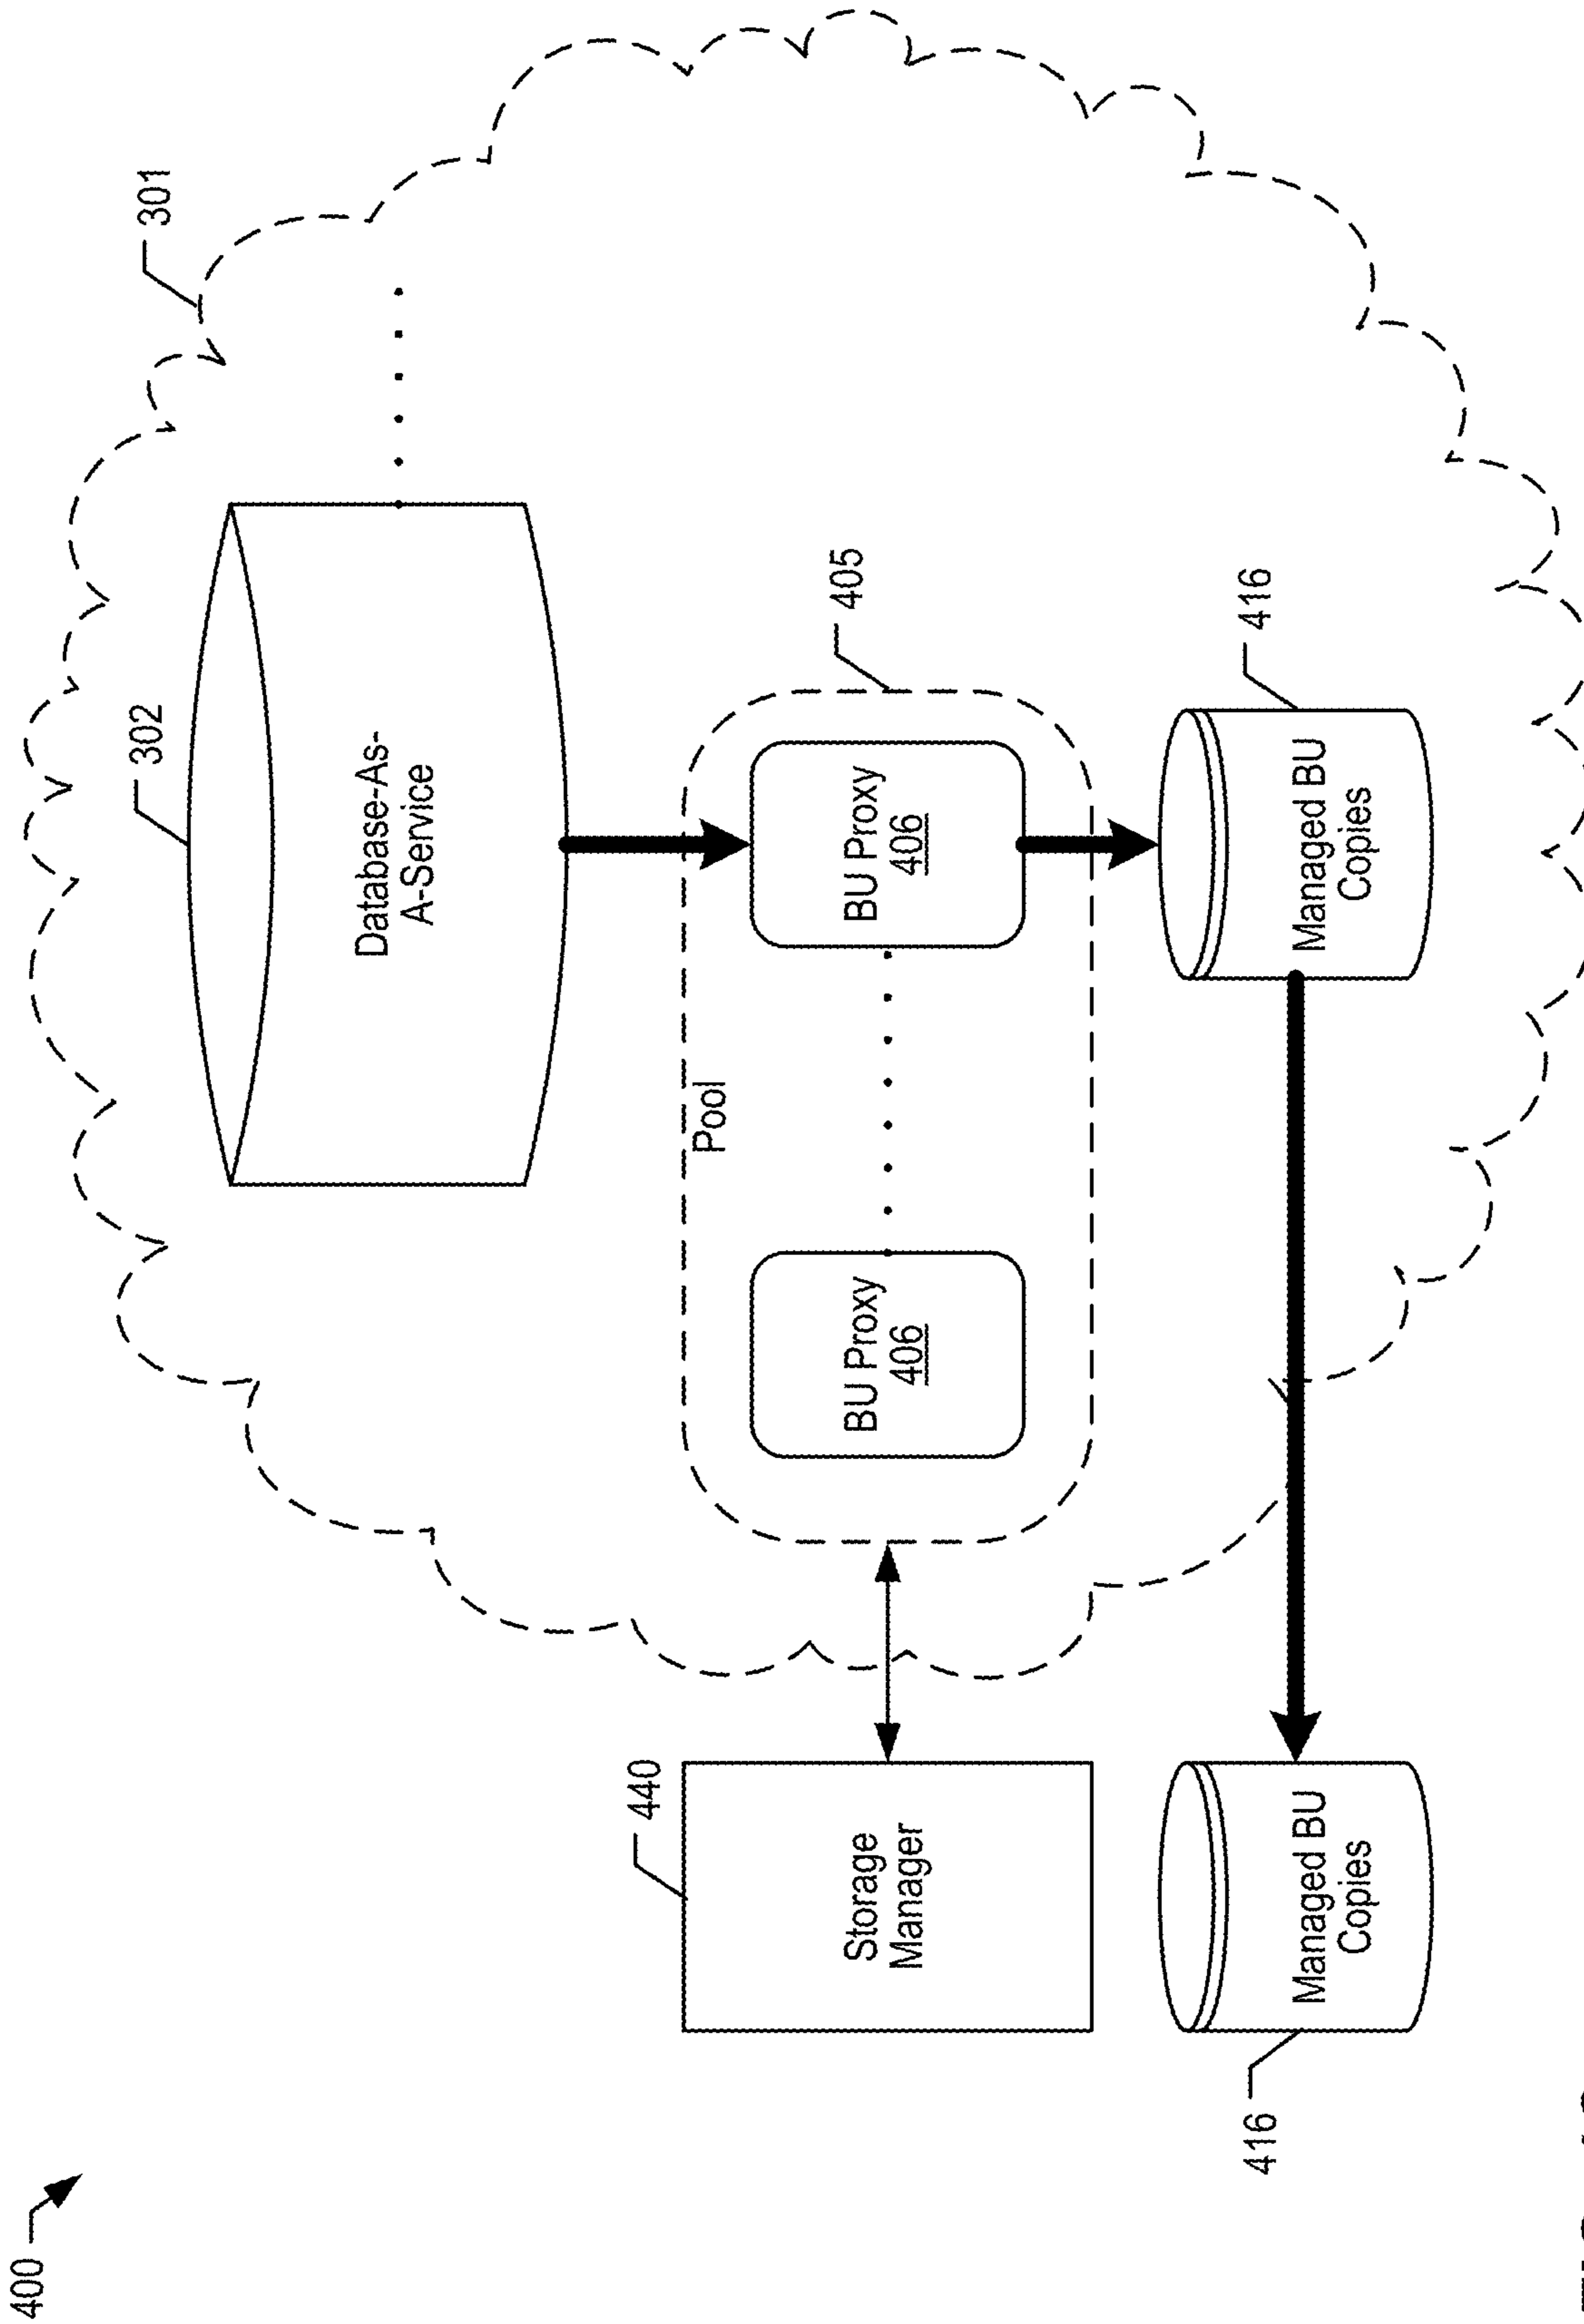 400
302
301
Database-As-
A-Service
440
Pool
405
Storage
Manager
BU Proxy
406
BU Proxy
406
416
416
Managed BU
Copies
Managed BU
Copies